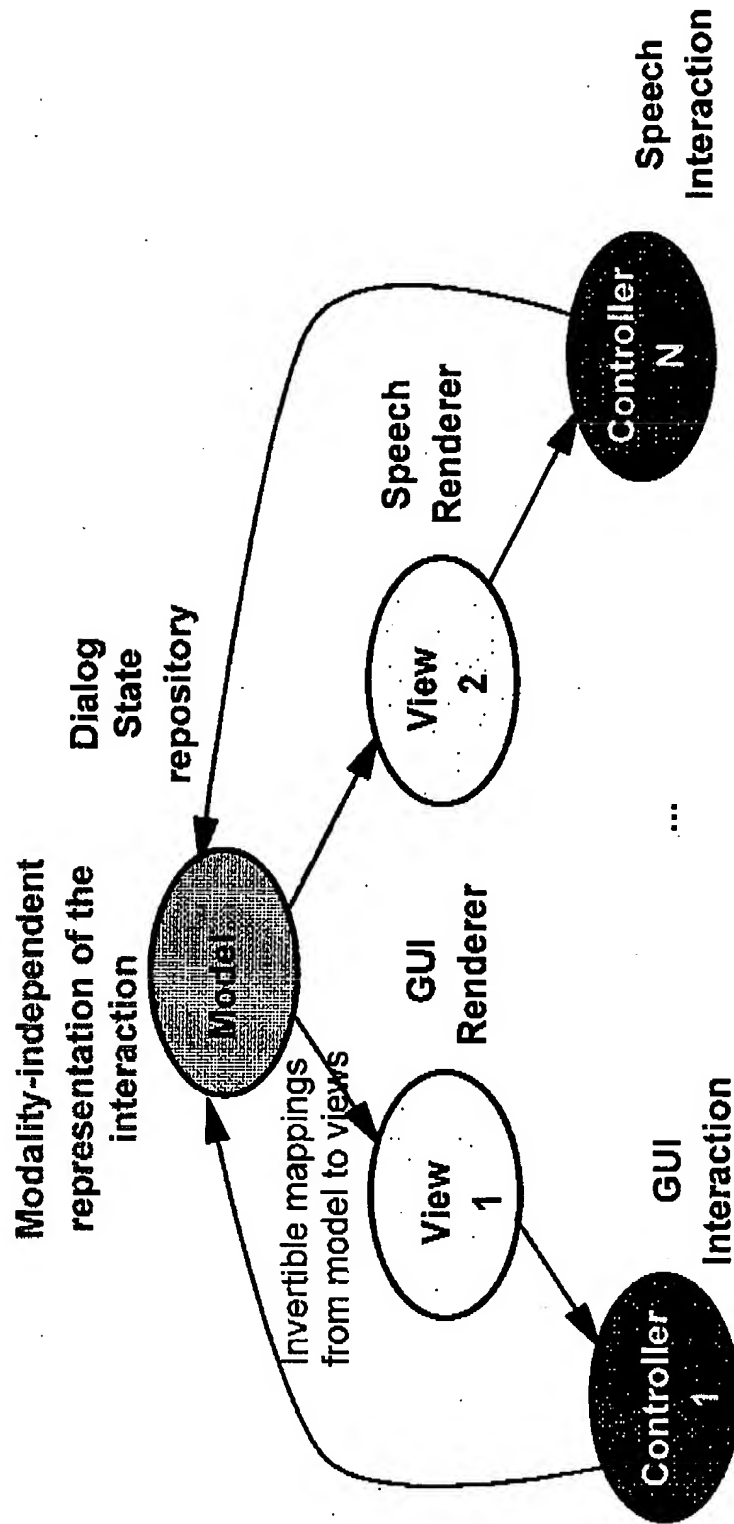 Modality-independent
representation of the
interaction
Dialog
State
repository
Model
Invertible mappings
from model to views
GUI
Renderer
Speech
Renderer
View
1
View
2
...
GUI
Interaction
Speech
Interaction
Controller
1
Controller
N